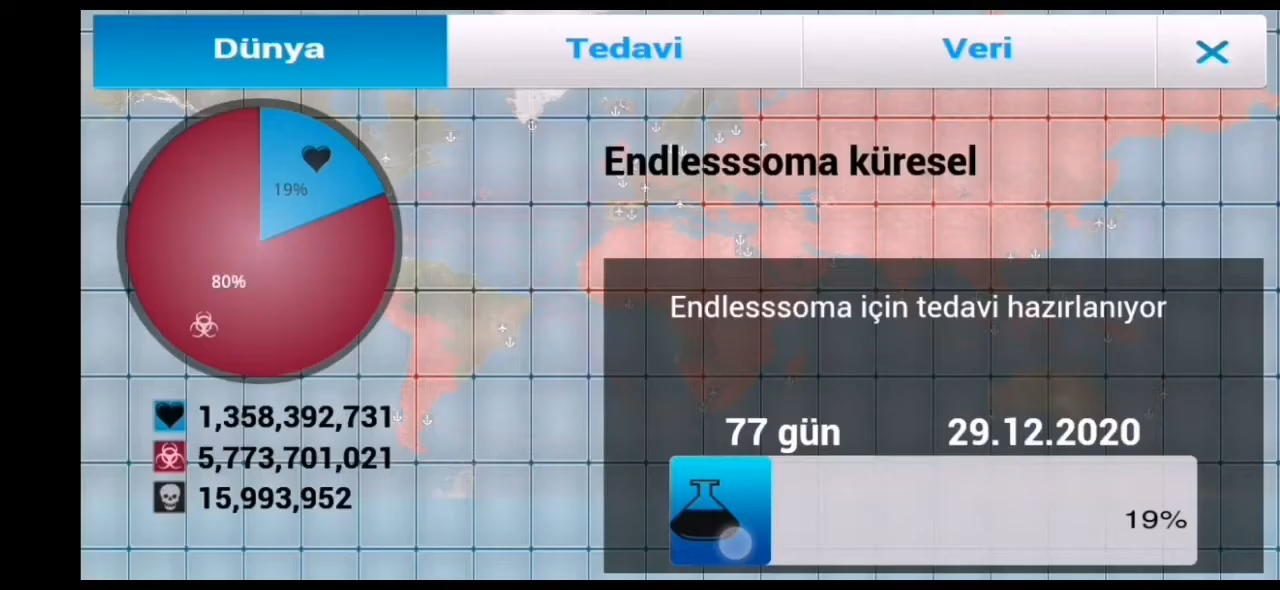 Dünya
Tedavi
Veri
19%
80%
1,358,392,731
5,773,701,021
15,993,952
Endlesssoma küresel
Endlesssoma için tedavi hazırlanıyor
77 gün
29.12.2020
19%